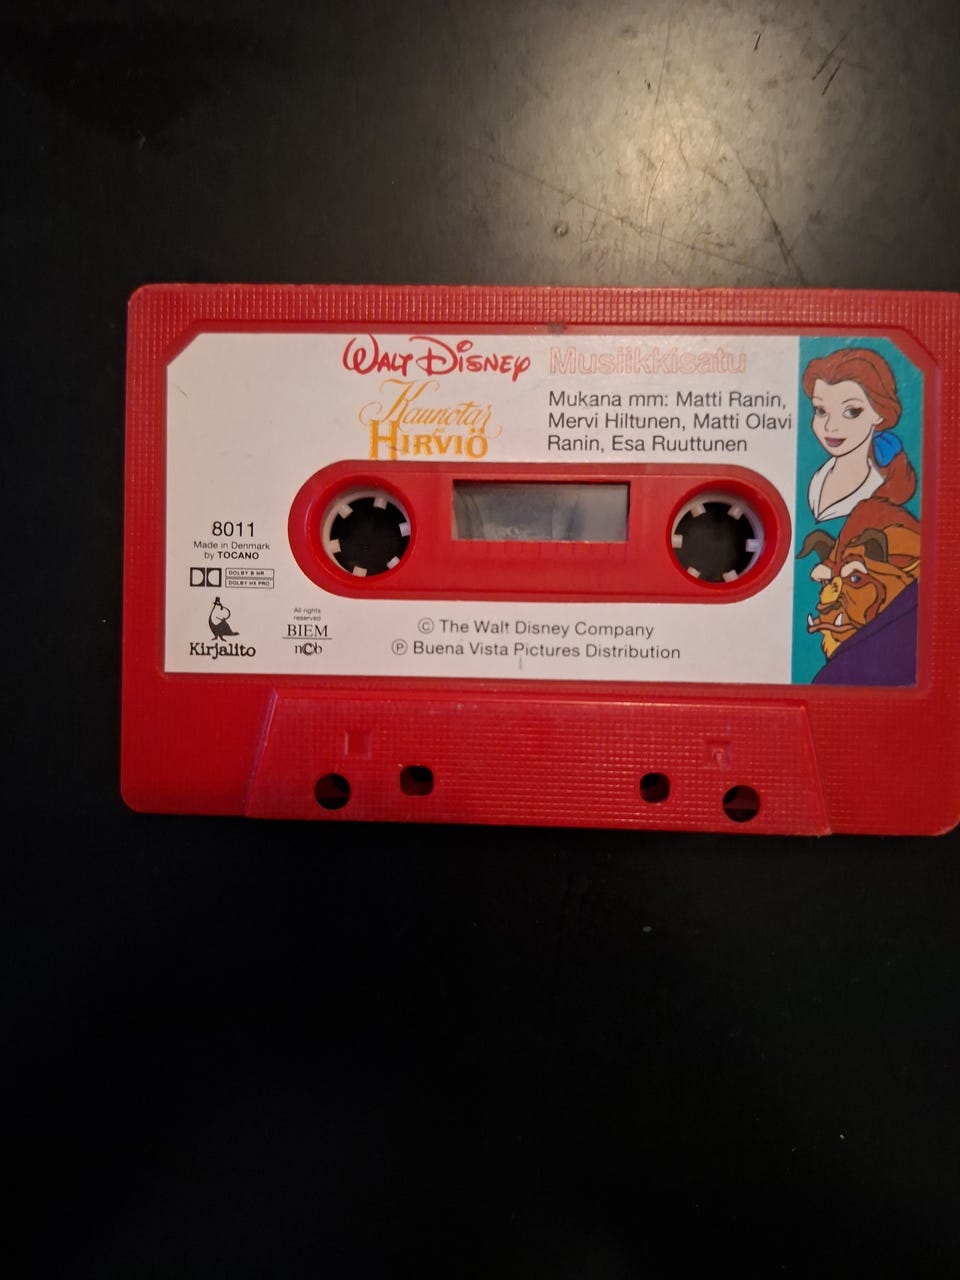 WALT DISNEY
Kaunotar
ja
HIRVIÖ
Musiikkisatu
Mukana mm: Matti Ranin,
Mervi Hiltunen, Matti Olavi
Ranin, Esa Ruuttunen
8011
Made in Denmark
by TOCANO
DOLBY B NR
DOLBY HX PRO
Kirjalito
All rights
reserved
BIEM
n©b
© The Walt Disney Company
℗ Buena Vista Pictures Distribution